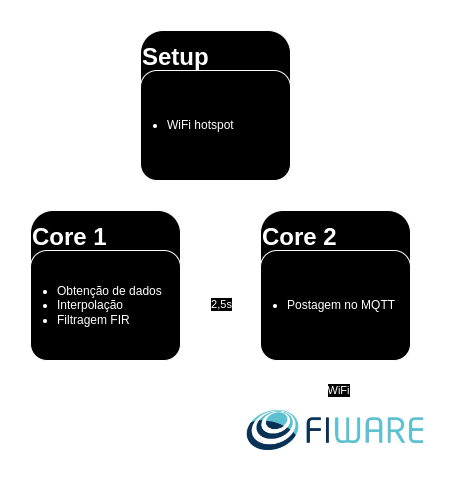 Setup
WiFi hotspot
Core 1
Obtenção de dados
Interpolação
Filtragem FIR
2,5s
Core 2
Postagem no MQTT
WiFi
FIWARE